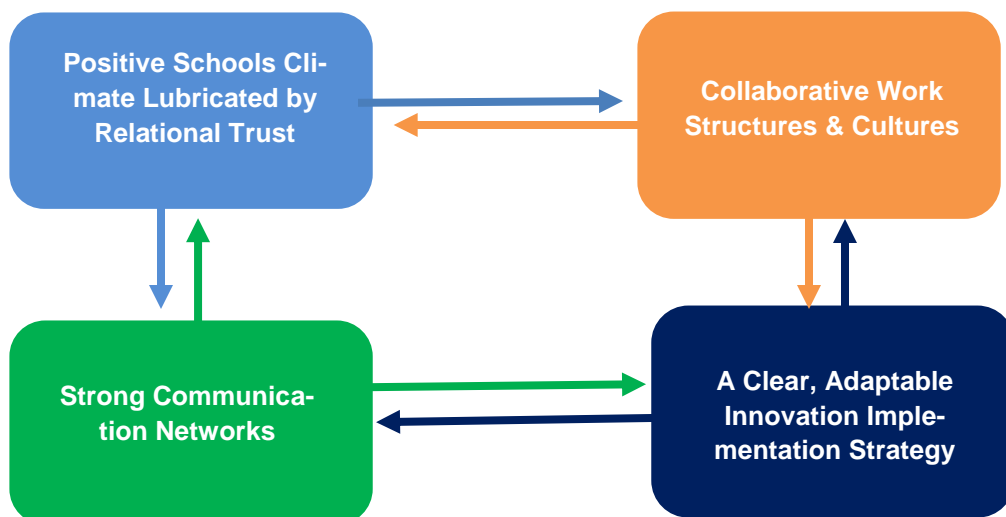 Positive Schools Cli-
mate Lubricated by
Relational Trust
Collaborative Work
Structures & Cultures
Strong Communica-
tion Networks
A Clear, Adaptable
Innovation Imple-
mentation Strategy